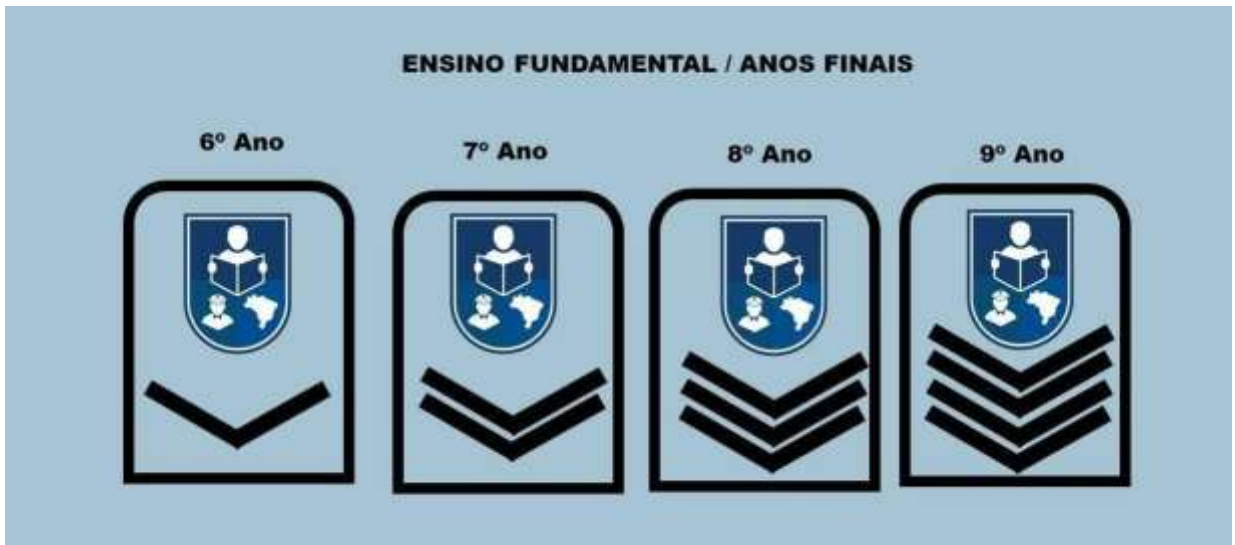 ENSINO FUNDAMENTAL / ANOS FINAIS
6º Ano
7º Ano
8º Ano
9º Ano